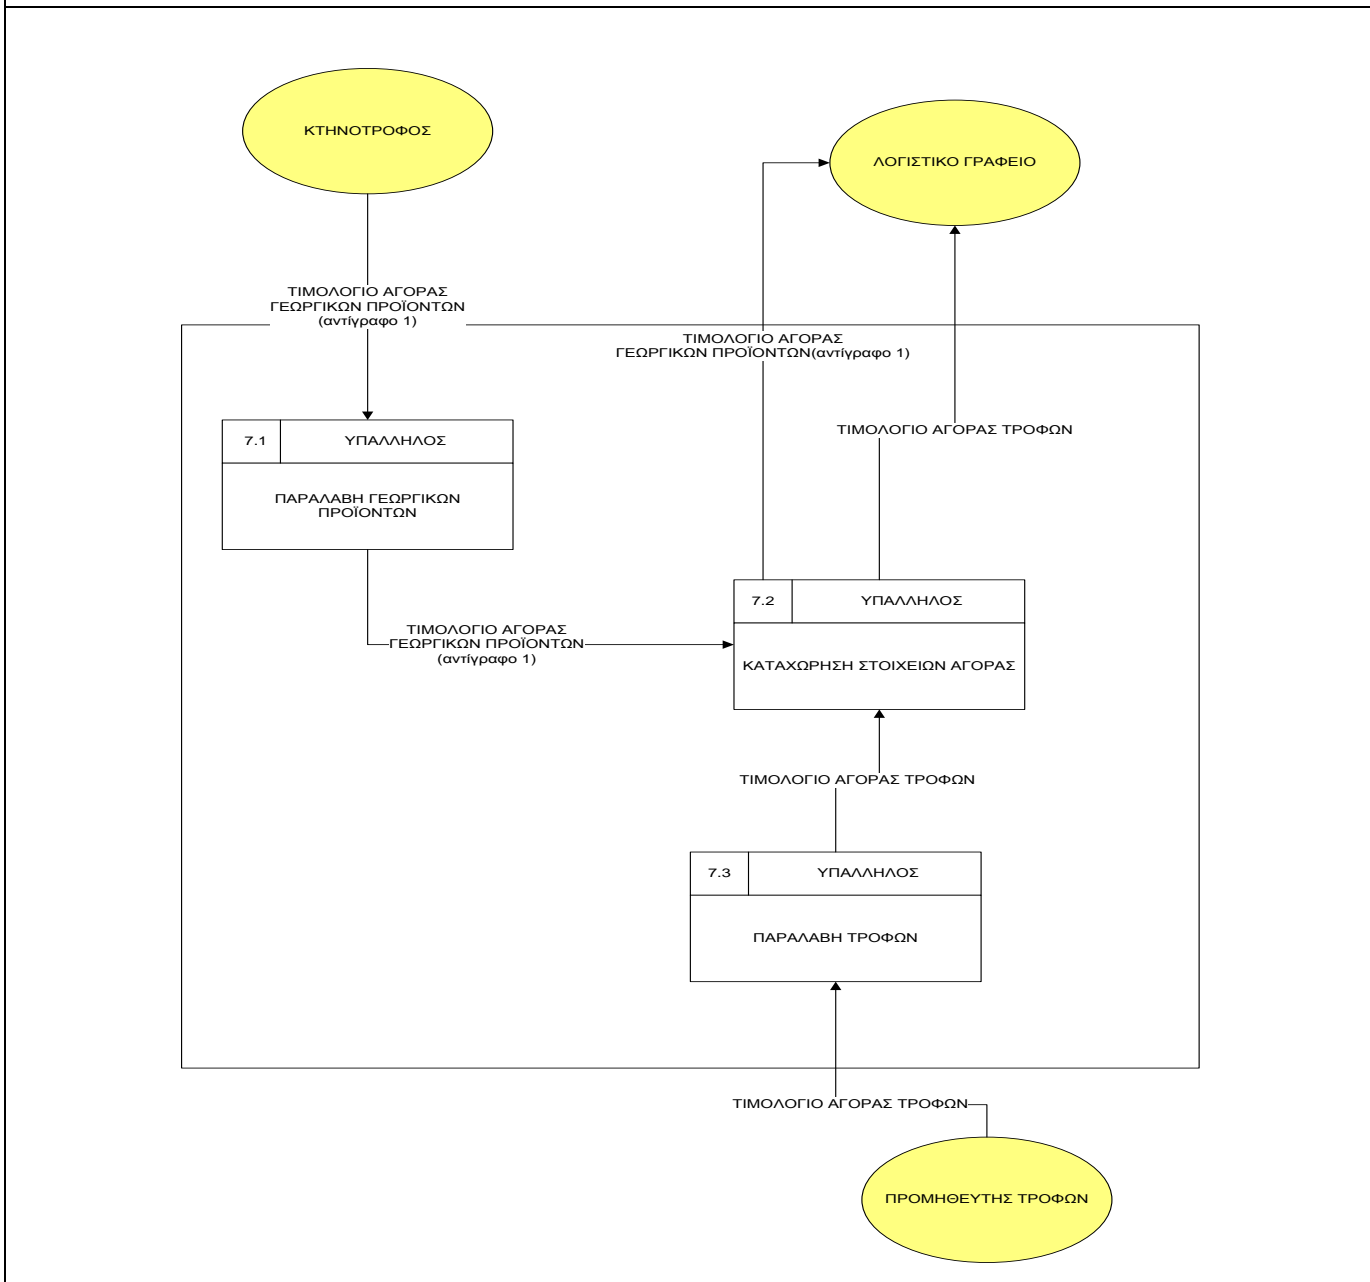 ΚΤΗΝΟΤΡΟΦΟΣ
ΛΟΓΙΣΤΙΚΟ ΓΡΑΦΕΙΟ
ΤΙΜΟΛΟΓΙΟ ΑΓΟΡΑΣ
ΓΕΩΡΓΙΚΩΝ ΠΡΟΪΟΝΤΩΝ
(αντίγραφο 1)
ΤΙΜΟΛΟΓΙΟ ΑΓΟΡΑΣ
ΓΕΩΡΓΙΚΩΝ ΠΡΟΪΟΝΤΩΝ(αντίγραφο 1)
ΤΙΜΟΛΟΓΙΟ ΑΓΟΡΑΣ ΤΡΟΦΩΝ
7.1 ΥΠΑΛΛΗΛΟΣ
ΠΑΡΑΛΑΒΗ ΓΕΩΡΓΙΚΩΝ
ΠΡΟΪΟΝΤΩΝ
7.2 ΥΠΑΛΛΗΛΟΣ
ΚΑΤΑΧΩΡΗΣΗ ΣΤΟΙΧΕΙΩΝ ΑΓΟΡΑΣ
ΤΙΜΟΛΟΓΙΟ ΑΓΟΡΑΣ
ΓΕΩΡΓΙΚΩΝ ΠΡΟΪΟΝΤΩΝ
(αντίγραφο 1)
ΤΙΜΟΛΟΓΙΟ ΑΓΟΡΑΣ ΤΡΟΦΩΝ
7.3 ΥΠΑΛΛΗΛΟΣ
ΠΑΡΑΛΑΒΗ ΤΡΟΦΩΝ
ΤΙΜΟΛΟΓΙΟ ΑΓΟΡΑΣ ΤΡΟΦΩΝ
ΠΡΟΜΗΘΕΥΤΗΣ ΤΡΟΦΩΝ